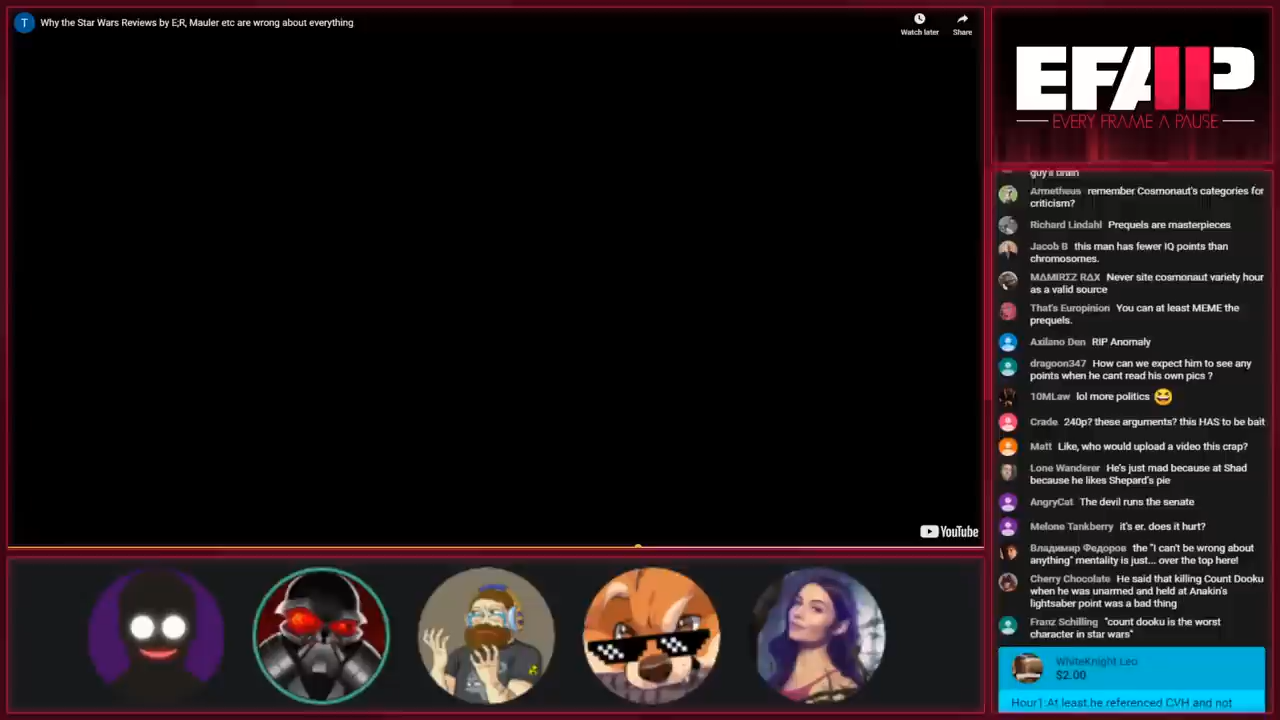 T
Why the Star Wars Reviews by E;R, Mauler etc are wrong about everything
Watch later
Share
YouTube
EFAP
EVERY FRAME A PAUSE
guy'll brain
Armetheus remember Cosmonaut's categories for
criticism?
Richard Lindahl Prequels are masterpieces
Jacob B this man has fewer IQ points than
chromosomes.
MΔMIRΣZ RΔX Never site cosmonaut variety hour
as a valid source
That's Europinion You can at least MEME the
prequels.
Axilano Den RIP Anomaly
dragoon347 How can we expect him to see any
points when he cant read his own pics ?
10MLaw lol more politics 😆
Crade 240p? these arguments? this HAS to be bait
Matt Like, who would upload a video this crap?
Lone Wanderer He's just mad because at Shad
because he likes Shepard's pie
AngryCat The devil runs the senate
Melone Tankberry it's er. does it hurt?
Владимир Федоров the "I can't be wrong about
anything" mentality is just... over the top here!
Cherry Chocolate He said that killing Count Dooku
when he was unarmed and held at Anakin's
lightsaber point was a bad thing
Franz Schilling "count dooku is the worst
character in star wars"
WhiteKnight Leo
$2.00
Hour1:At least he referenced CVH and not